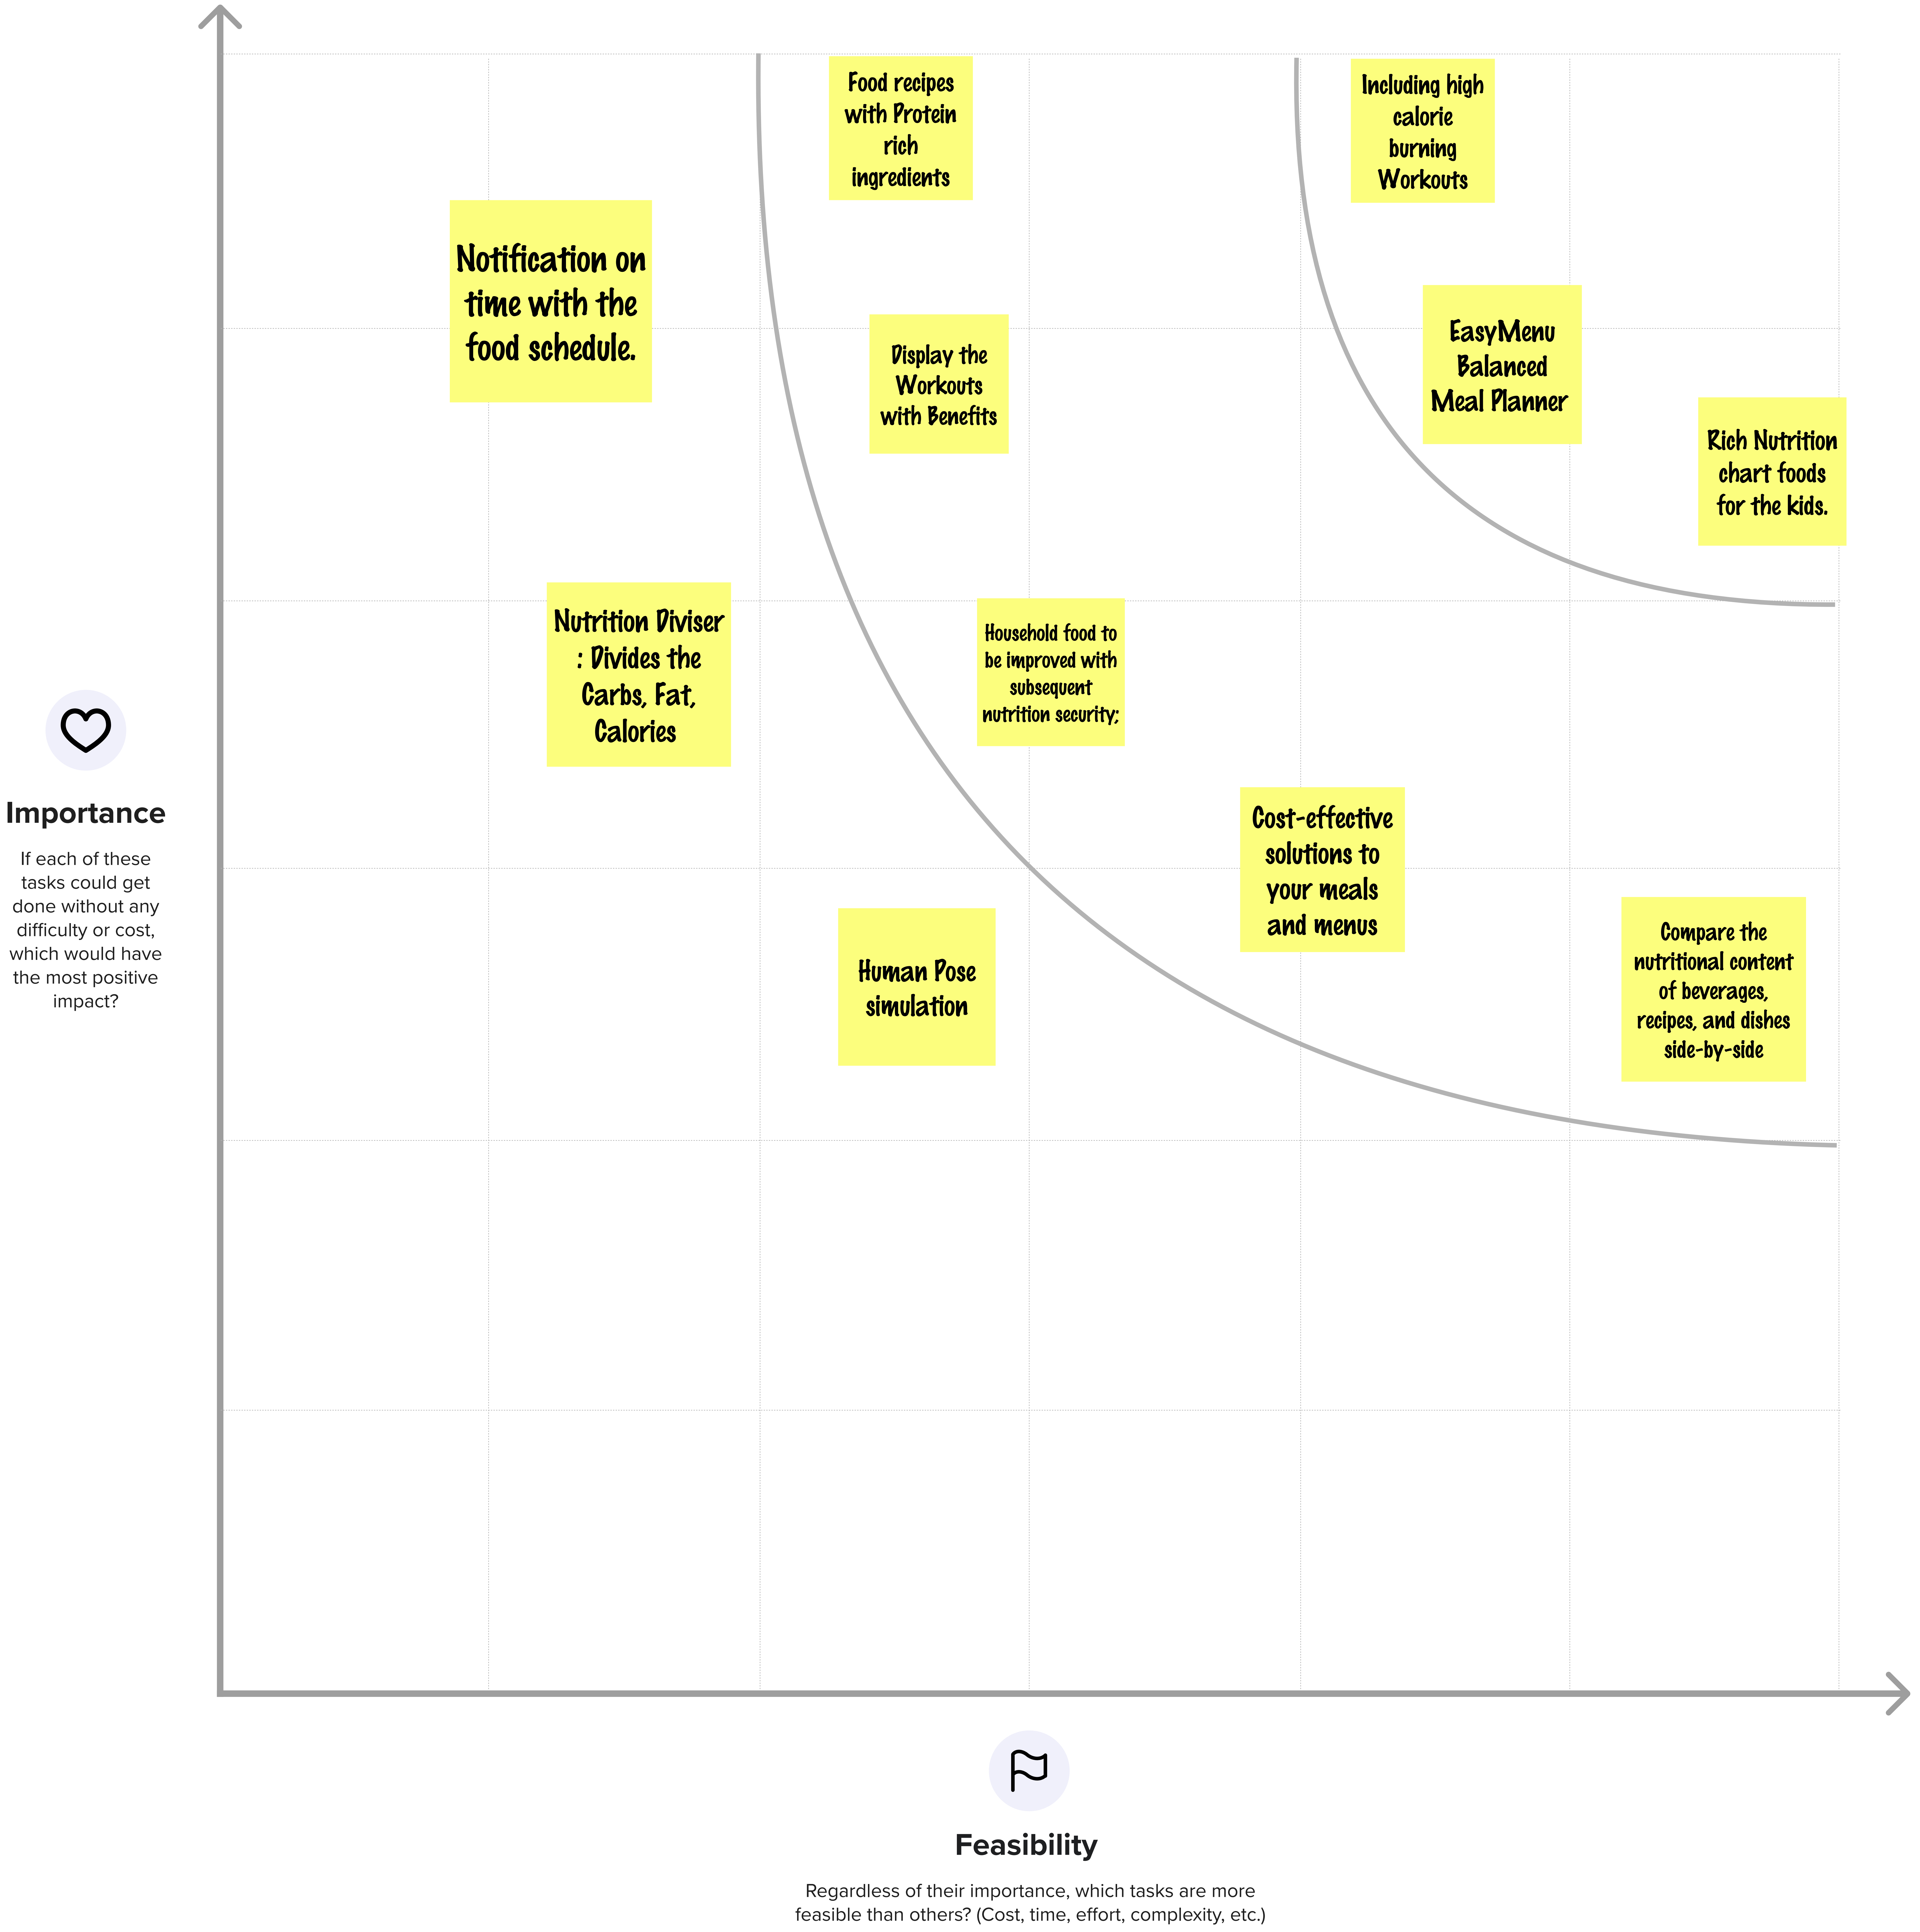 Food recipes
with Protein
rich
ingredients
Including high
calorie
burning
Workouts
Notification on
time with the
food schedule.
Display the
Workouts
with Benefits
EasyMenu
Balanced
Meal Planner
Rich Nutrition
chart foods
for the kids.
Nutrition Diviser
: Divides the
Carbs, Fat,
Calories
Household food to
be improved with
subsequent
nutrition security;
Cost-effective
solutions to
your meals
and menus
Human Pose
simulation
Compare the
nutritional content
of beverages,
recipes, and dishes
side-by-side
Importance
If each of these
tasks could get
done without any
difficulty or cost,
which would have
the most positive
impact?
Feasibility
Regardless of their importance, which tasks are more
feasible than others? (Cost, time, effort, complexity, etc.)